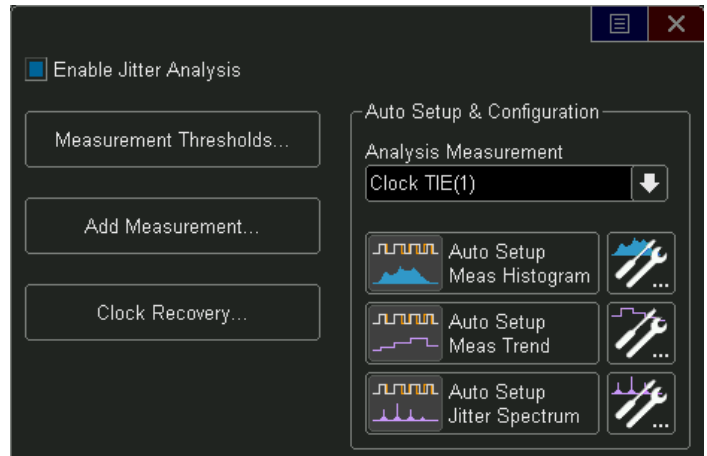 Enable Jitter Analysis
Measurement Thresholds...
Add Measurement...
Clock Recovery...
Auto Setup & Configuration
Analysis Measurement
Clock TIE(1)
Auto Setup
Meas Histogram
...
Auto Setup
Meas Trend
...
Auto Setup
Jitter Spectrum
...